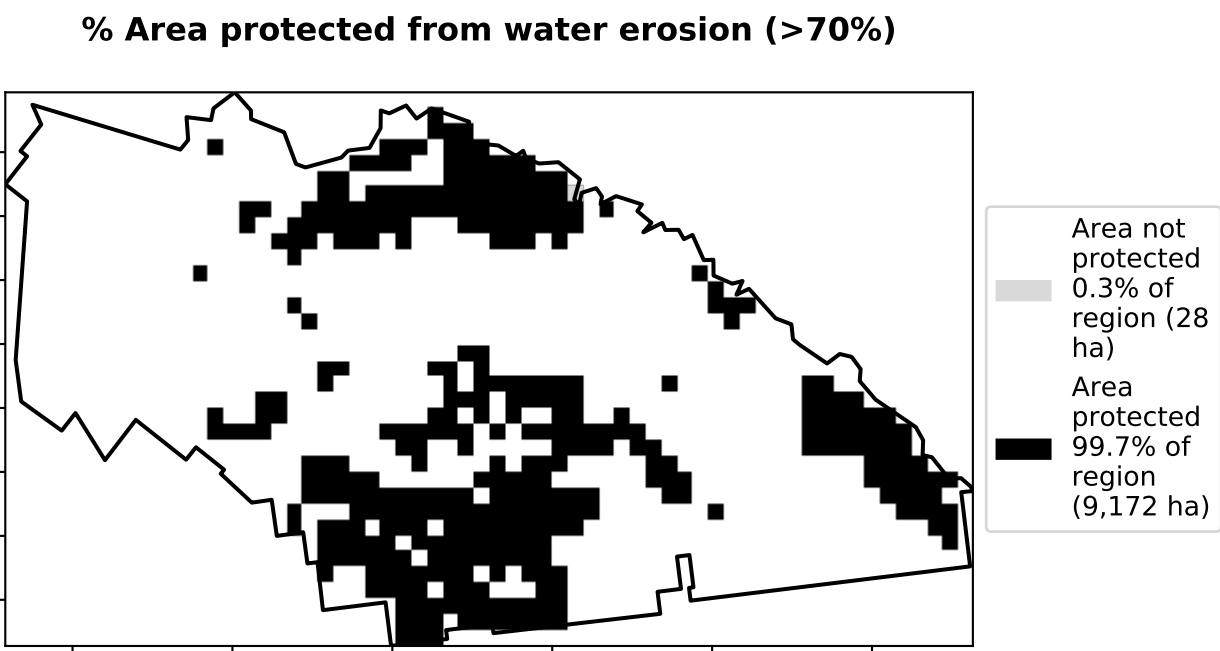 % Area protected from water erosion (>70%)
Area not
protected
0.3% of
region (28
ha)
Area
protected
99.7% of
region
(9,172 ha)